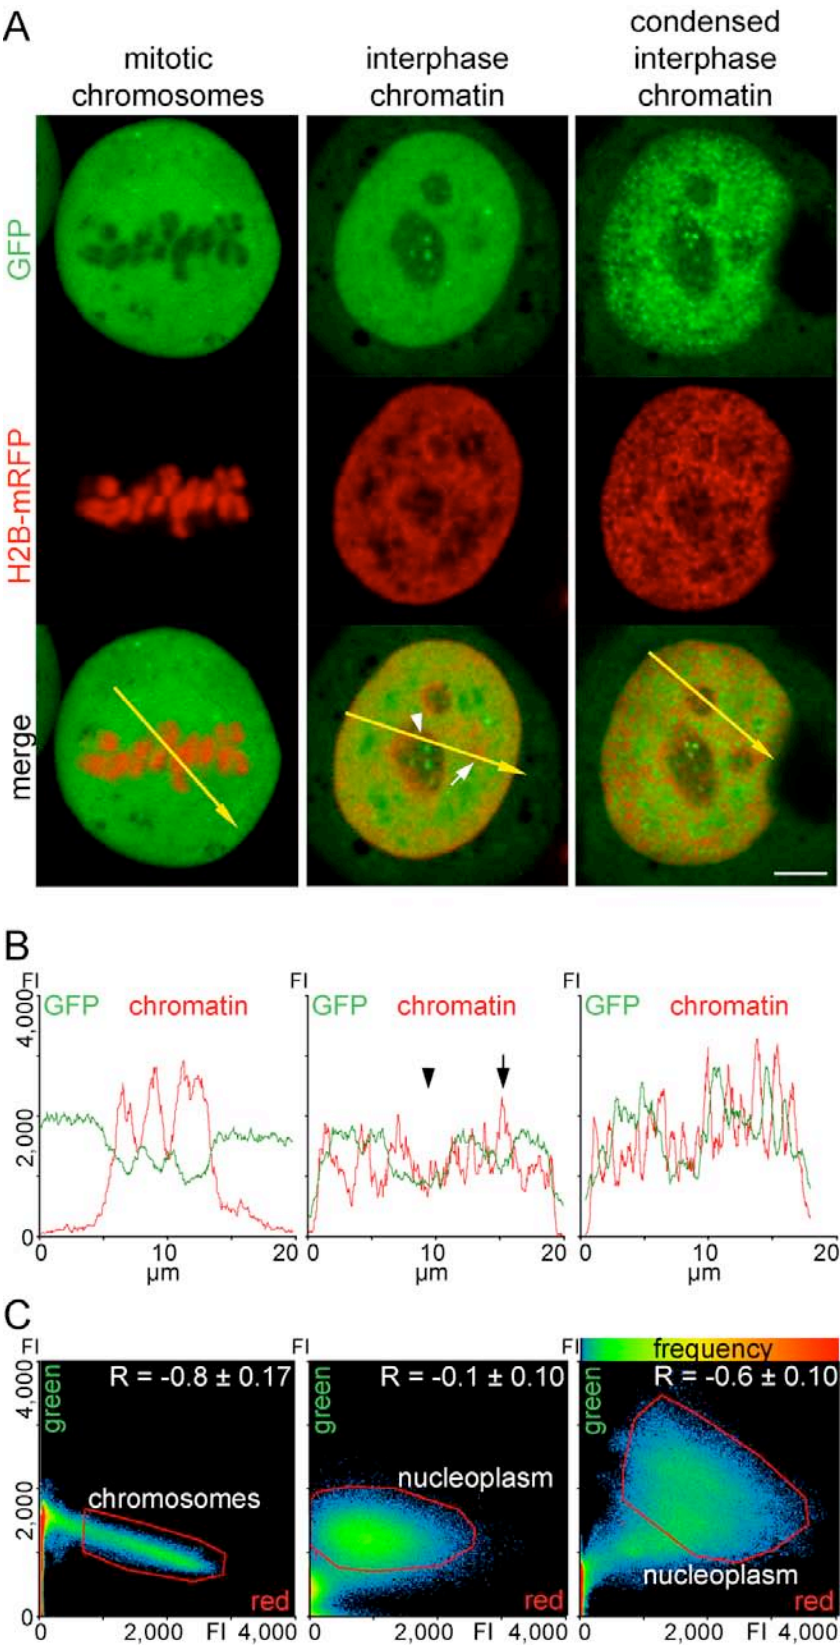 A
mitotic
chromosomes
interphase
chromatin
condensed
interphase
chromatin
GFP
H2B-mRFP
merge
B
FI
4,000
2,000
0
GFP
chromatin
0
10
20
µm
FI
GFP
chromatin
0
10
20
µm
GFP
chromatin
0
10
20
µm
C
FI
4,000
2,000
0
green
R = -0.8 ± 0.17
chromosomes
red
2,000
FI
4,000
FI
R = -0.1 ± 0.10
nucleoplasm
red
0
2,000
FI
4,000
FI
frequency
green
R = -0.6 ± 0.10
nucleoplasm
red
0
2,000
FI
4,000